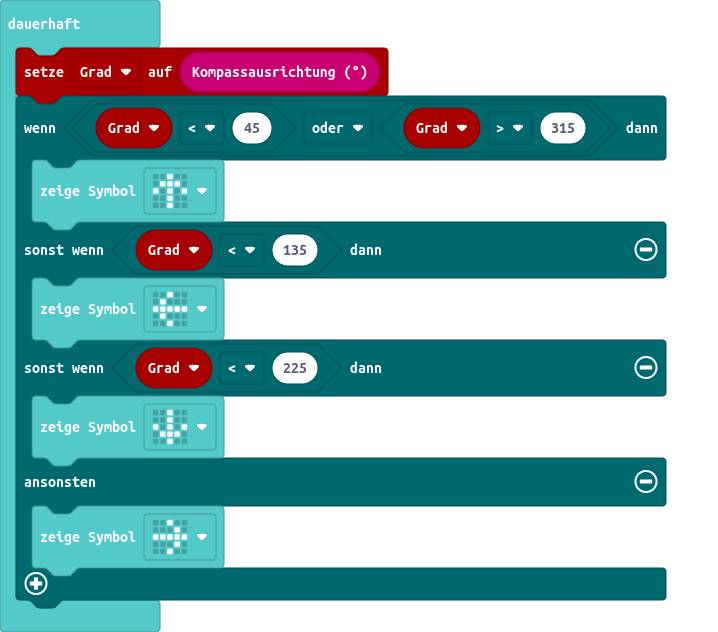 dauerhaft
setze Grad auf Kompassausrichtung (°)
wenn Grad < 45 oder Grad > 315 dann
zeige Symbol
sonst wenn Grad < 135 dann
zeige Symbol
sonst wenn Grad < 225 dann
zeige Symbol
ansonsten
zeige Symbol